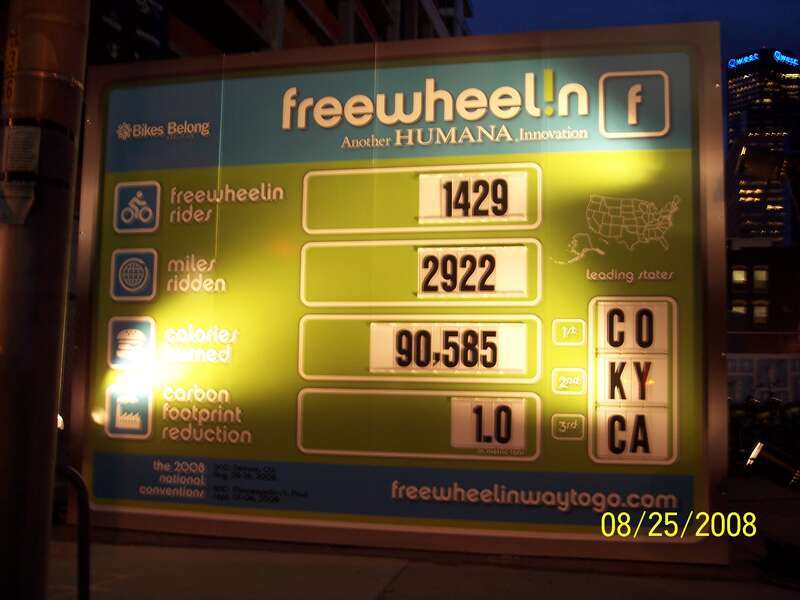 Qwest Qwest
freewheel!n f
Bikes Belong
Another HUMANA Innovation
freewheelin
rides
1429
miles
ridden
2922
leading states
calories
burned
90,585
1st
CO
2nd
KY
carbon
footprint
reduction
1.0
3rd
CA
the 2008
national
conventions
freewheelinwaytogo.com
08/25/2008